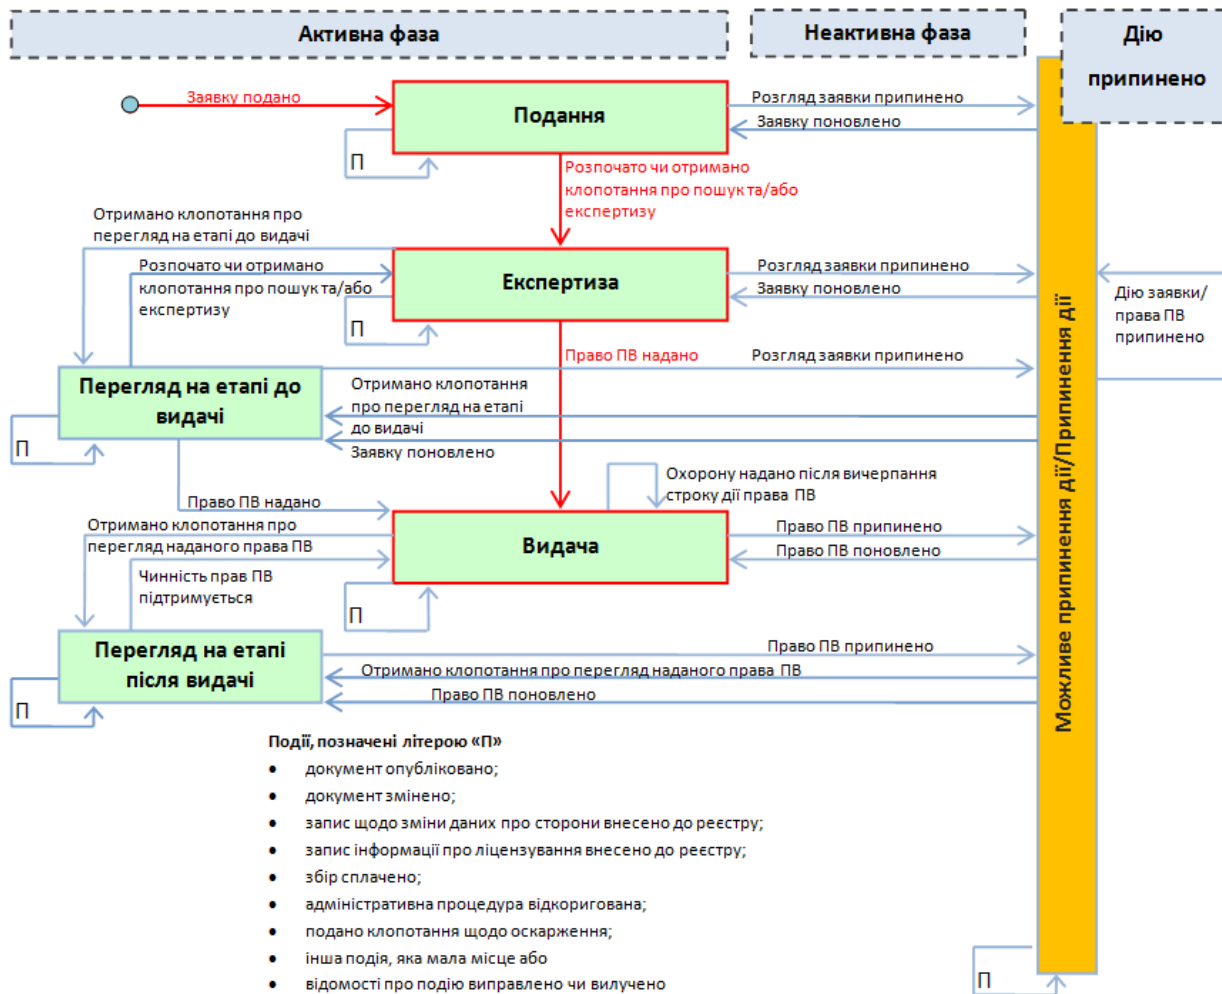 Активна фаза
Неактивна фаза
Дію
припинено
Заявку подано
Подання
Розгляд заявки припинено
Заявку поновлено
П
Розпочато чи отримано
клопотання про пошук та/або
експертизу
Отримано клопотання про
перегляд на етапі до видачі
Розпочато чи отримано
клопотання про пошук та/або
експертизу
Експертиза
Розгляд заявки припинено
Заявку поновлено
П
Дію заявки/
права ПВ
припинено
Право ПВ надано
Розгляд заявки припинено
Перегляд на етапі до
видачі
Отримано клопотання
про перегляд на етапі
до видачі
Заявку поновлено
П
Право ПВ надано
Охорону надано після вичерпання
строку дії права ПВ
Отримано клопотання про
перегляд наданого права ПВ
Видача
Право ПВ припинено
Право ПВ поновлено
Чинність прав ПВ
підтримується
П
Перегляд на етапі
після видачі
Право ПВ припинено
Отримано клопотання про перегляд наданого права ПВ
Право ПВ поновлено
П
Можливе припинення дії/Припинення дії
Події, позначені літерою «П»
• документ опубліковано;
• документ змінено;
• запис щодо зміни даних про сторони внесено до реєстру;
• запис інформації про ліцензування внесено до реєстру;
• збір сплачено;
• адміністративна процедура відкоригована;
• подано клопотання щодо оскарження;
• інша подія, яка мала місце або
• відомості про подію виправлено чи вилучено
П